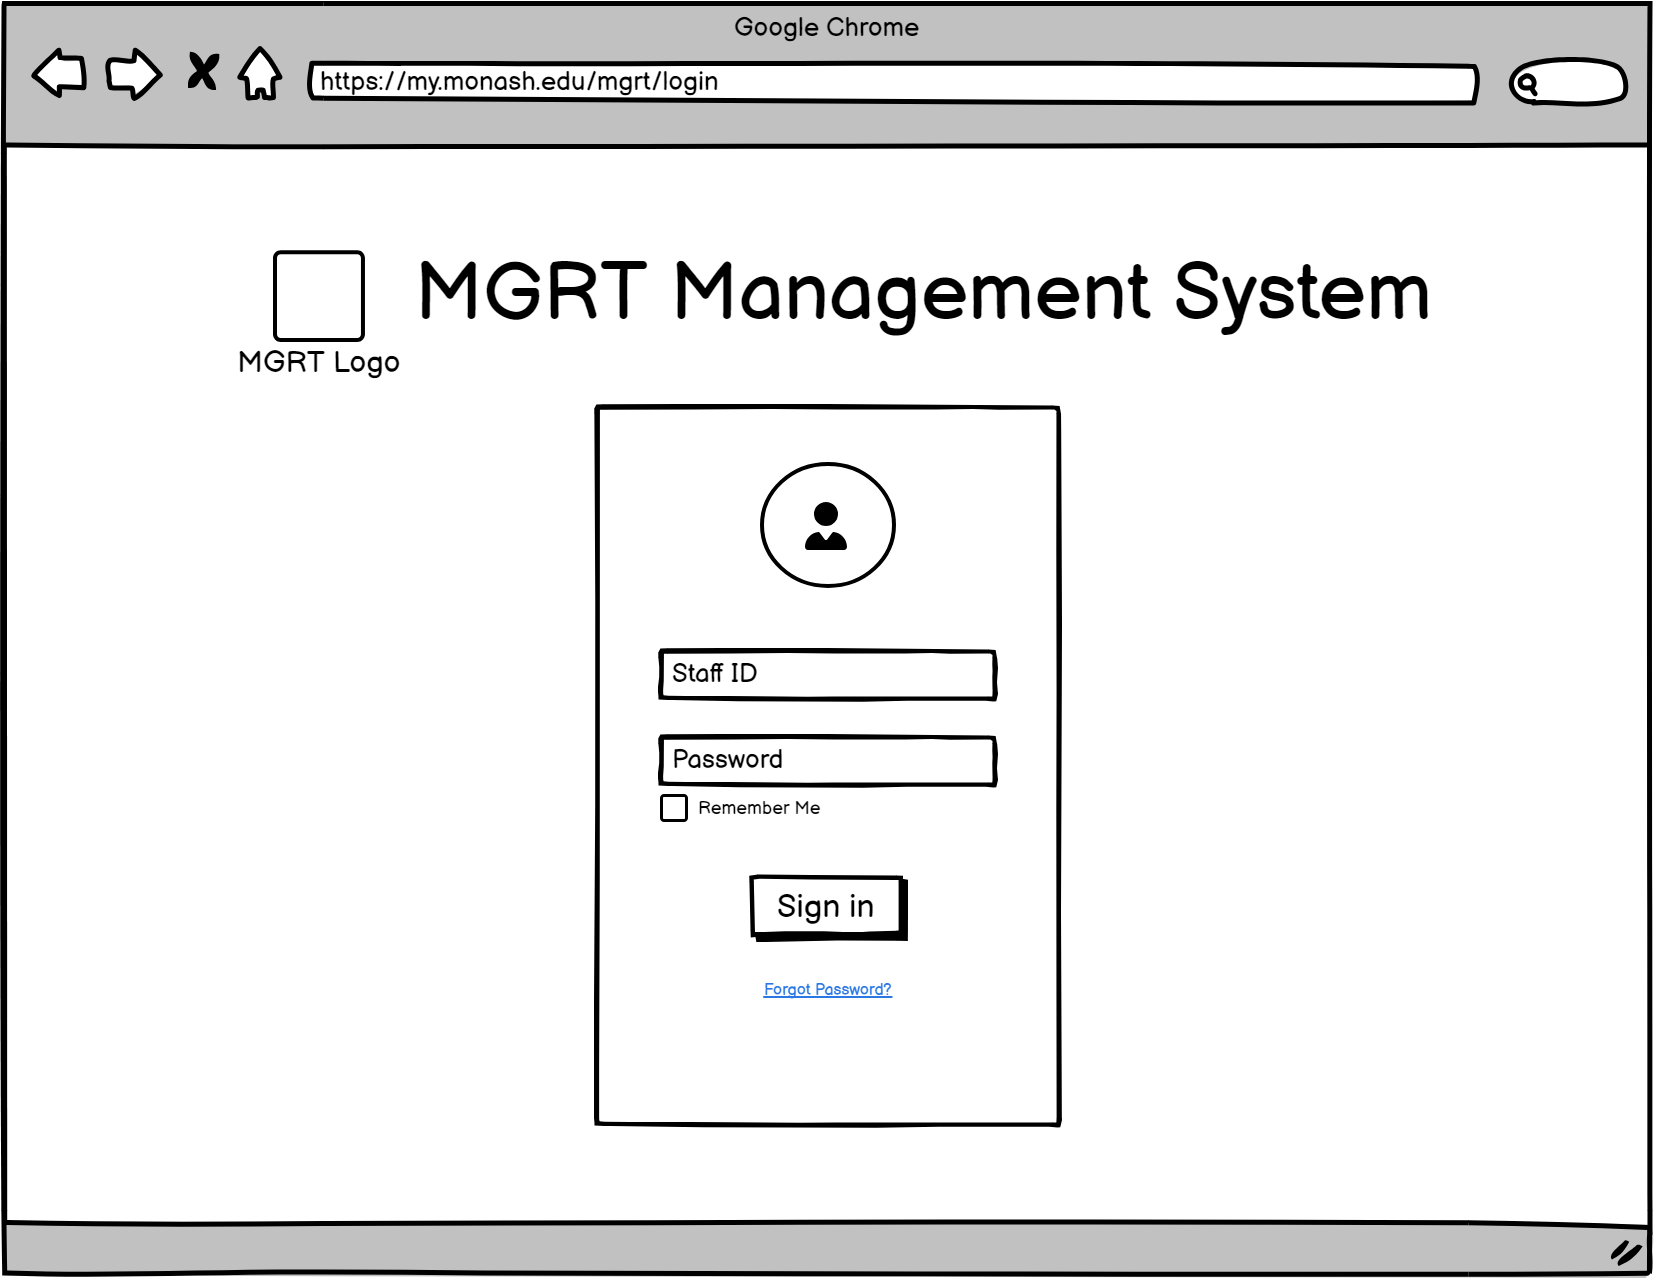 Google Chrome
https://my.monash.edu/mgrt/login
MGRT Management System
MGRT Logo
Staff ID
Password
Remember Me
Sign in
Forgot Password?